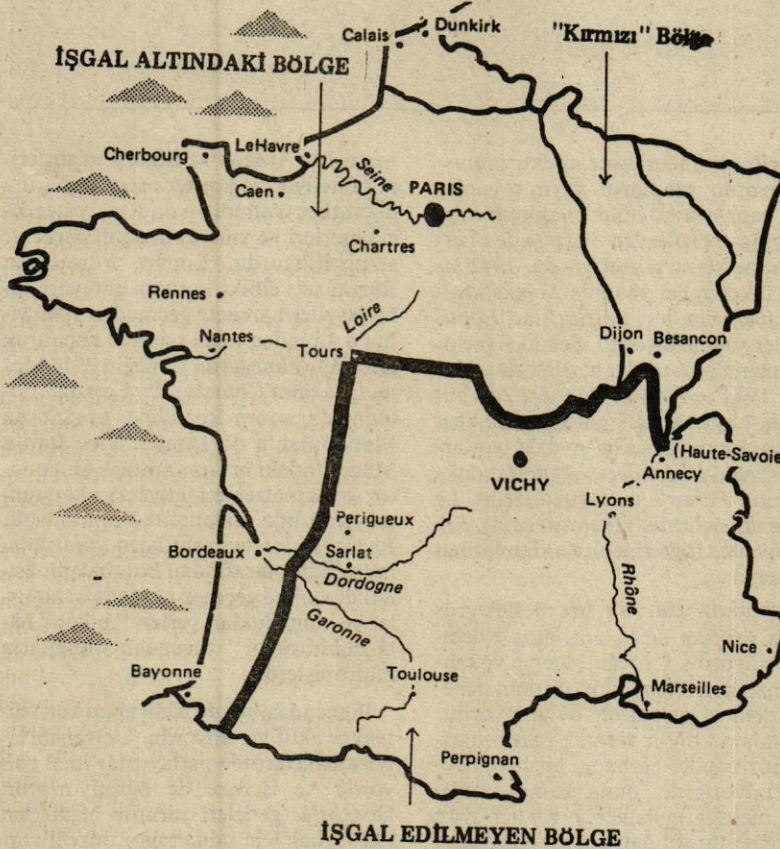 Calais
Dunkirk
"Kırmızı" Bölge
İŞGAL ALTINDAKİ BÖLGE
Cherbourg
LeHavre
Caen
Seine
PARIS
Chartres
Rennes
Loire
Nantes
Tours
Dijon
Besancon
(Haute-Savoie)
Annecy
VICHY
Lyons
Perigueux
Bordeaux
Sarlat
Dordogne
Rhône
Garonne
Nice
Bayonne
Toulouse
Marseilles
Perpignan
İŞGAL EDİLMEYEN BÖLGE